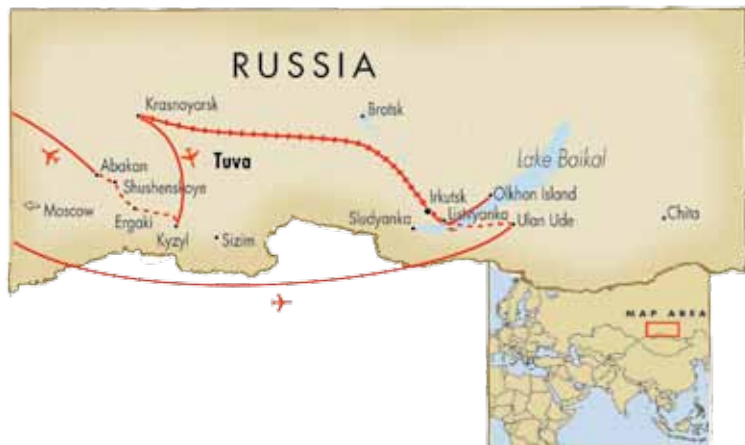 RUSSIA
Krasnoyarsk
Bratsk
Lake Baikal
Abakan
Tuva
Shushenskoye
Moscow
Ergaki
Kyzyl
Sizim
Irkutsk
Olkhon Island
Listvyanka
Sludyanka
Ulan Ude
Chita
MAP AREA